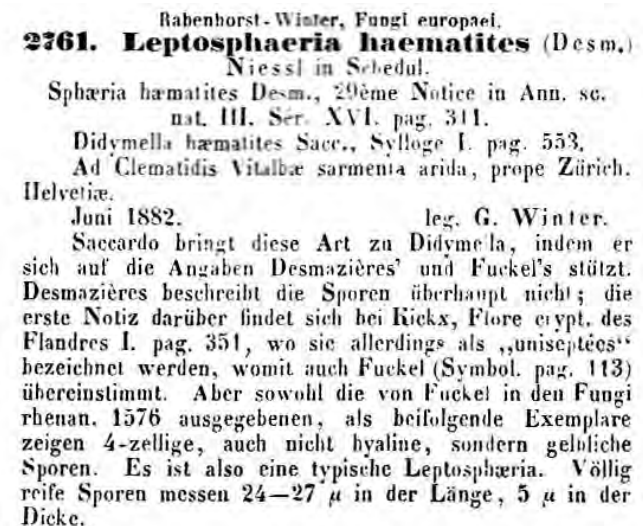 Rabenhorst-Winter, Fungi europaei.
2761. Leptosphaeria haematites (Desm.)
Niessl in Schedul.
Sphæria hæmatites Desm., 29ème Notice in Ann. sc.
nat. III. Sér. XVI. pag. 311.
Didymella hæmatites Sacc., Sylloge I. pag. 553.
Ad Clematidis Vitalbæ sarmenta arida, prope Zürich.
Helvetiæ.
Juni 1882. leg. G. Winter.
Saccardo bringt diese Art zu Didymella, indem er
sich auf die Angaben Desmazières' und Fuckel's stützt.
Desmazières beschreibt die Sporen überhaupt nicht; die
erste Notiz darüber findet sich bei Kickx, Flore crypt. des
Flandres I. pag. 351, wo sie allerdings als „uniseptées“
bezeichnet werden, womit auch Fuckel (Symbol. pag. 113)
übereinstimmt. Aber sowohl die von Fuckel in den Fungi
rhenan. 1576 ausgegebenen, als beifolgende Exemplare
zeigen 4-zellige, auch nicht hyaline, sondern gelbliche
Sporen. Es ist also eine typische Leptosphæria. Völlig
reife Sporen messen 24—27 µ in der Länge, 5 µ in der
Dicke.